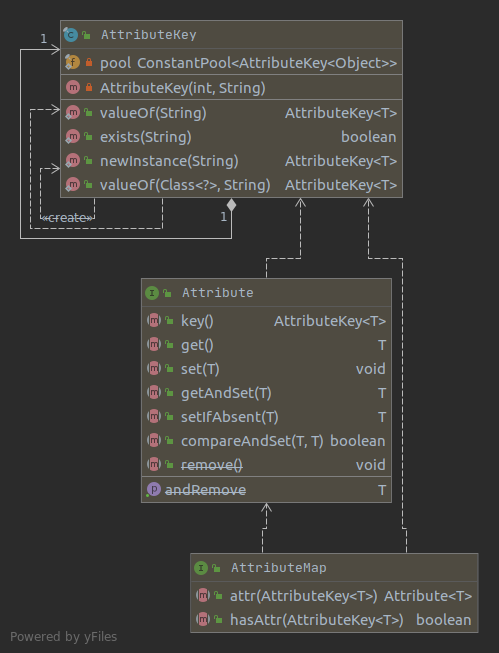 1
AttributeKey
pool ConstantPool<AttributeKey<Object>>
AttributeKey(int, String)
valueOf(String) AttributeKey<T>
exists(String) boolean
newInstance(String) AttributeKey<T>
valueOf(Class<?>, String) AttributeKey<T>
«create»
1
Attribute
key() AttributeKey<T>
get() T
set(T) void
getAndSet(T) T
setIfAbsent(T) T
compareAndSet(T, T) boolean
remove() void
andRemove T
AttributeMap
attr(AttributeKey<T>) Attribute<T>
hasAttr(AttributeKey<T>) boolean
Powered by yFiles